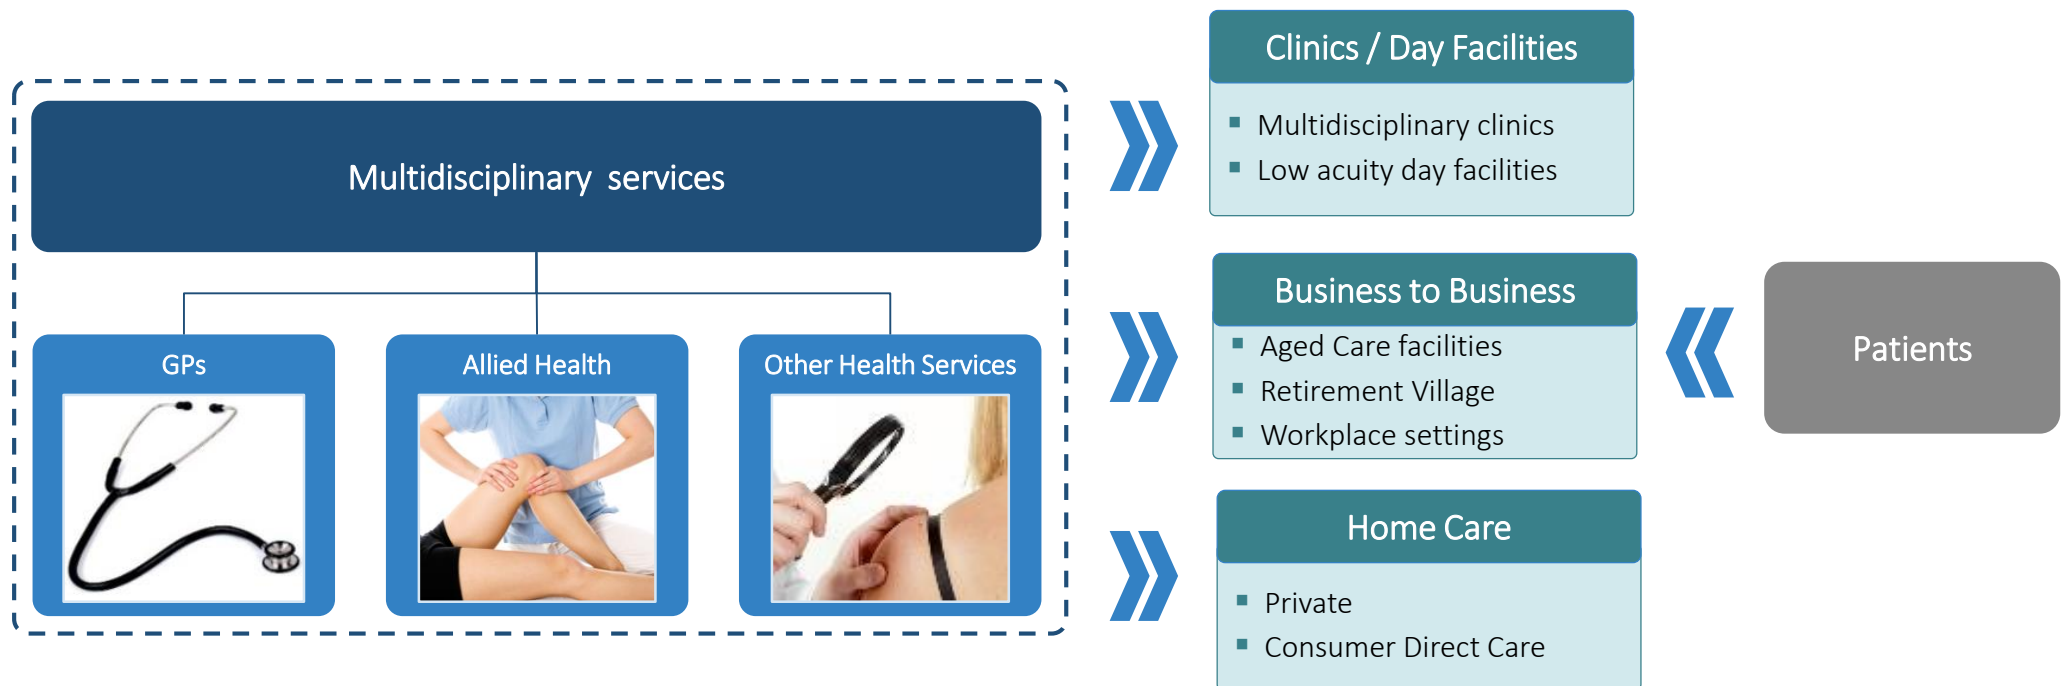 Multidisciplinary services
GPs
Allied Health
Other Health Services
Clinics / Day Facilities
Multidisciplinary clinics
Low acuity day facilities
Business to Business
Aged Care facilities
Retirement Village
Workplace settings
Home Care
Private
Consumer Direct Care
Patients